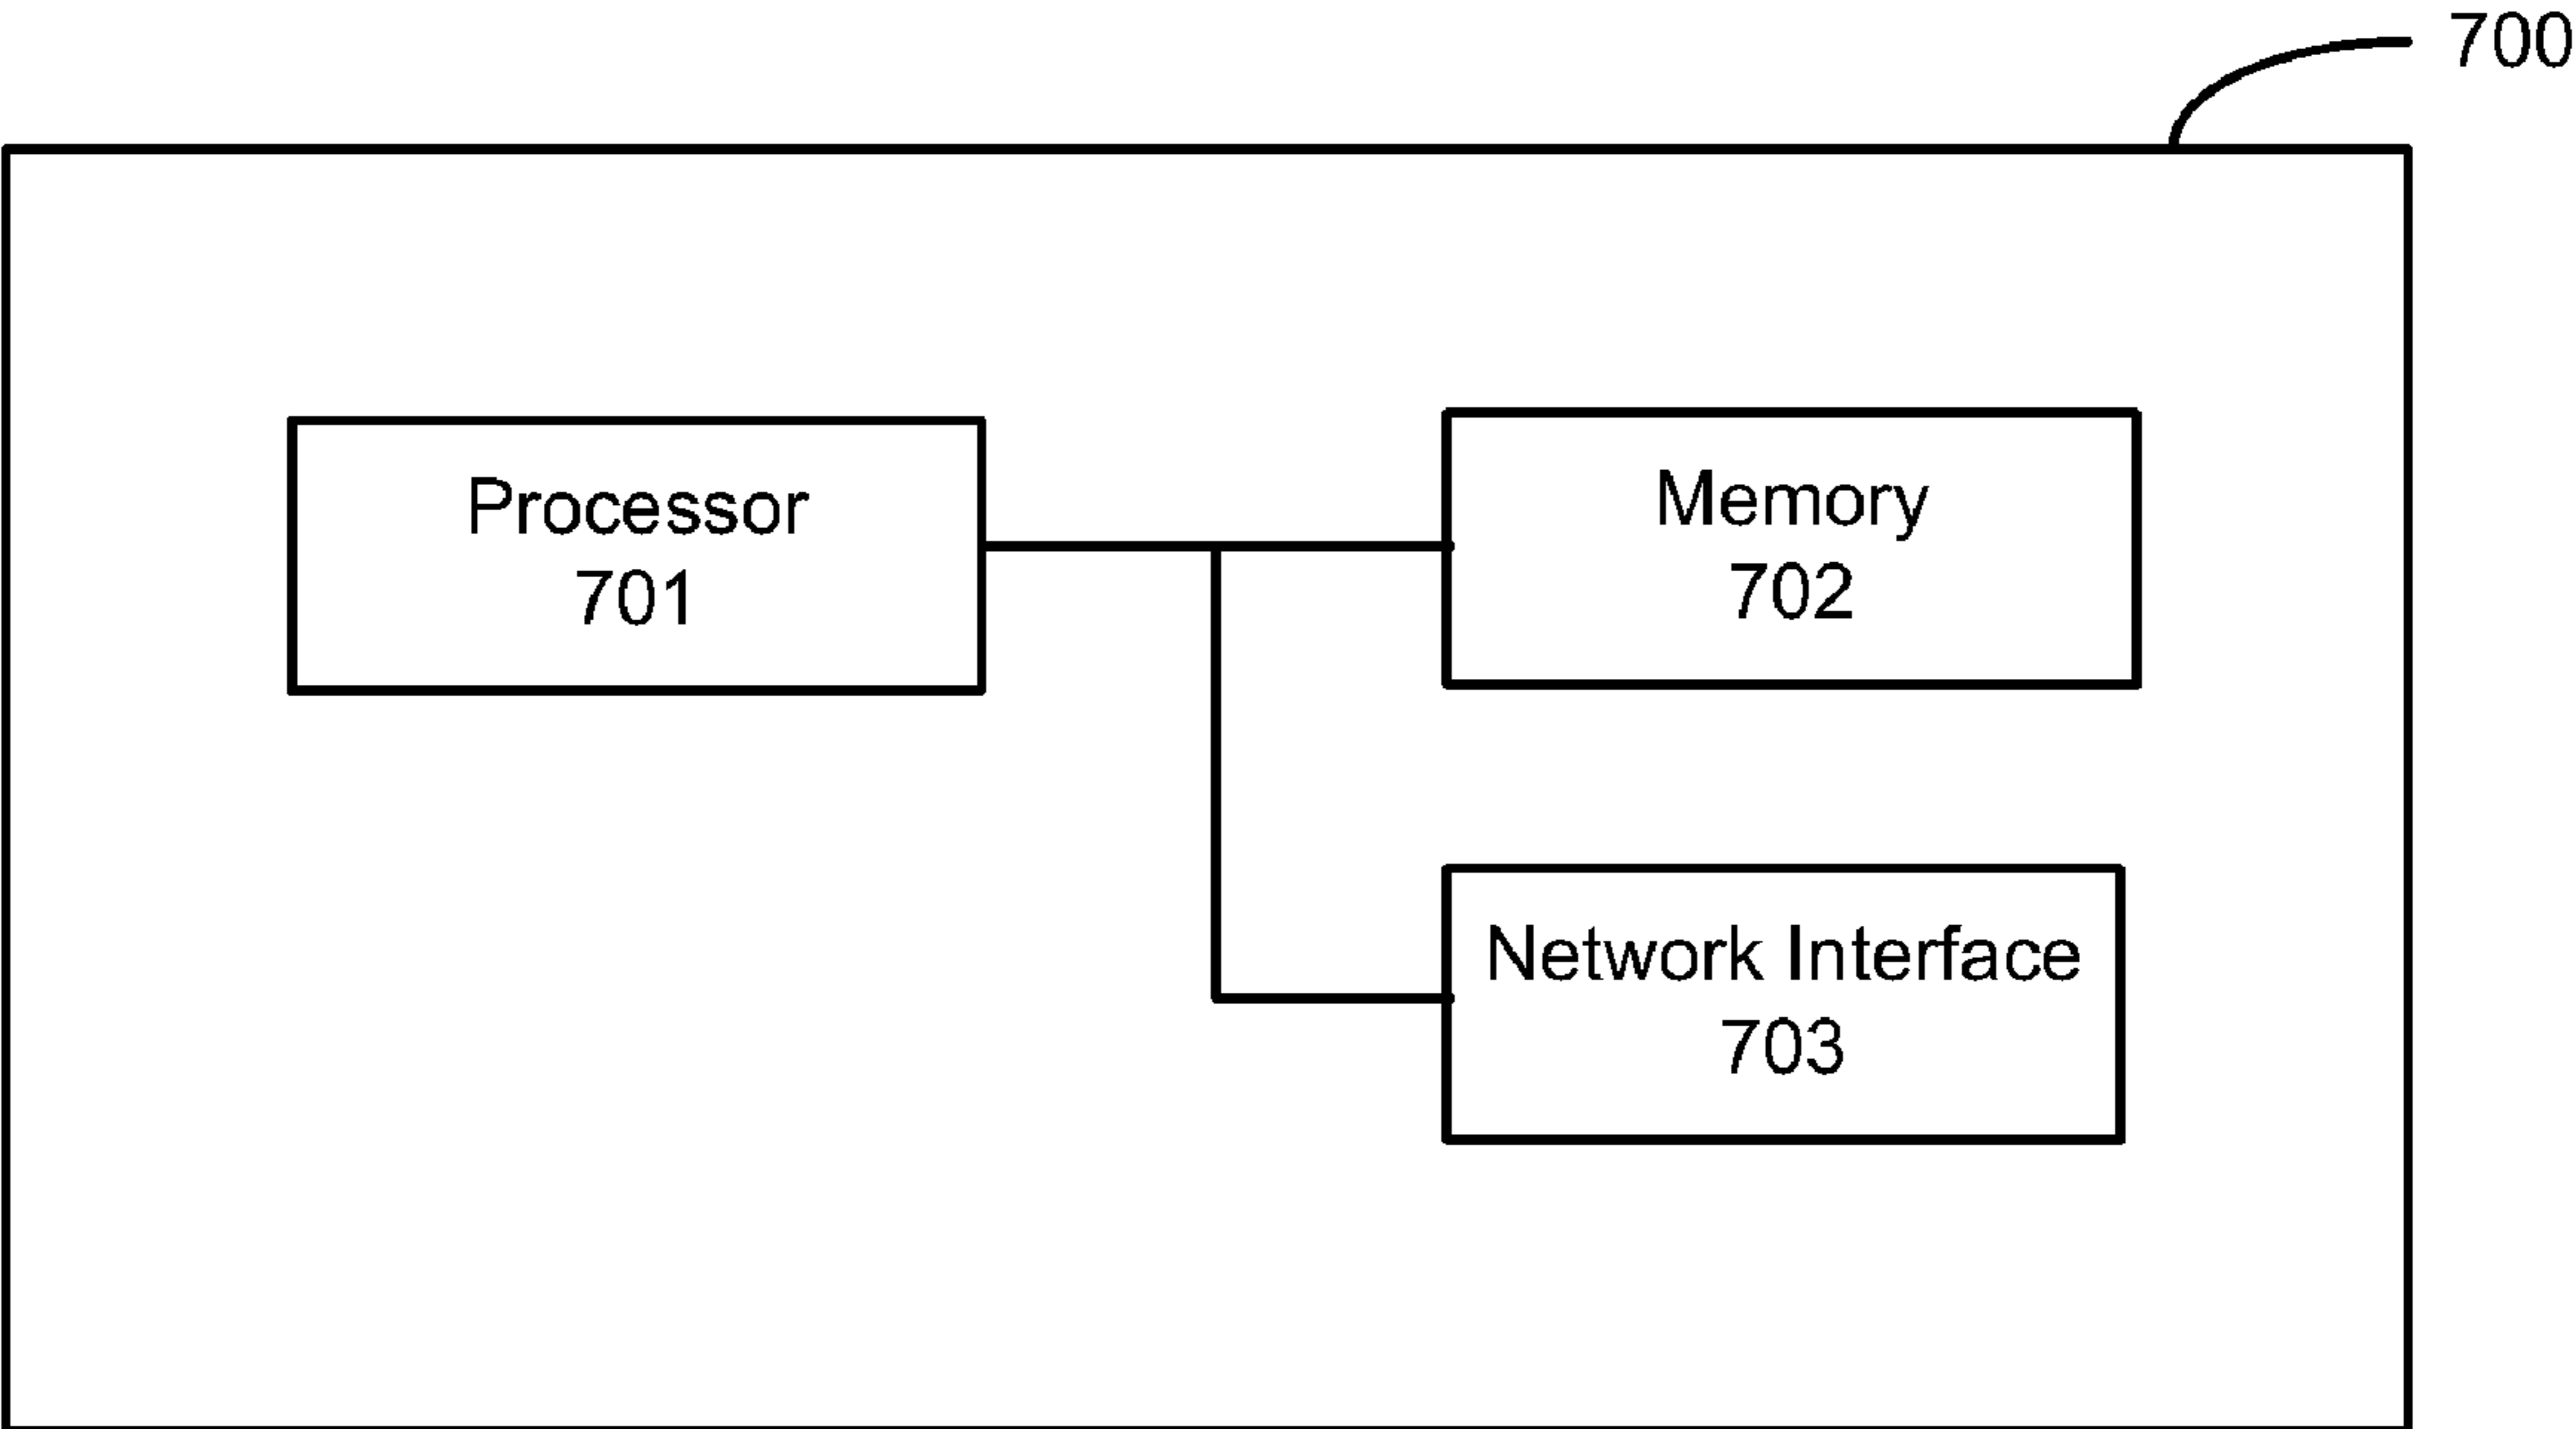 700
Processor
701
Memory
702
Network Interface
703